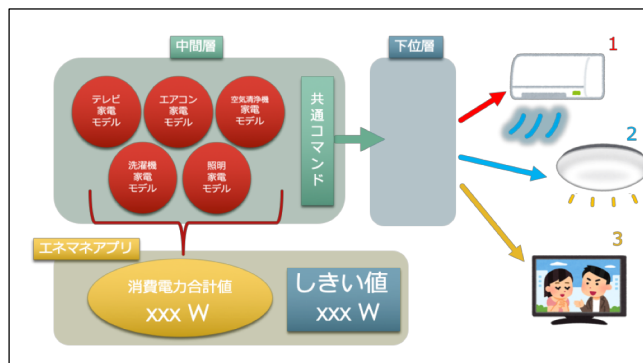 中間層
下位層
1
テレビ
家電
モデル
エアコン
家電
モデル
空気清浄機
家電
モデル
洗濯機
家電
モデル
照明
家電
モデル
共通コマンド
2
3
エネマネアプリ
消費電力合計値
xxx W
しきい値
xxx W